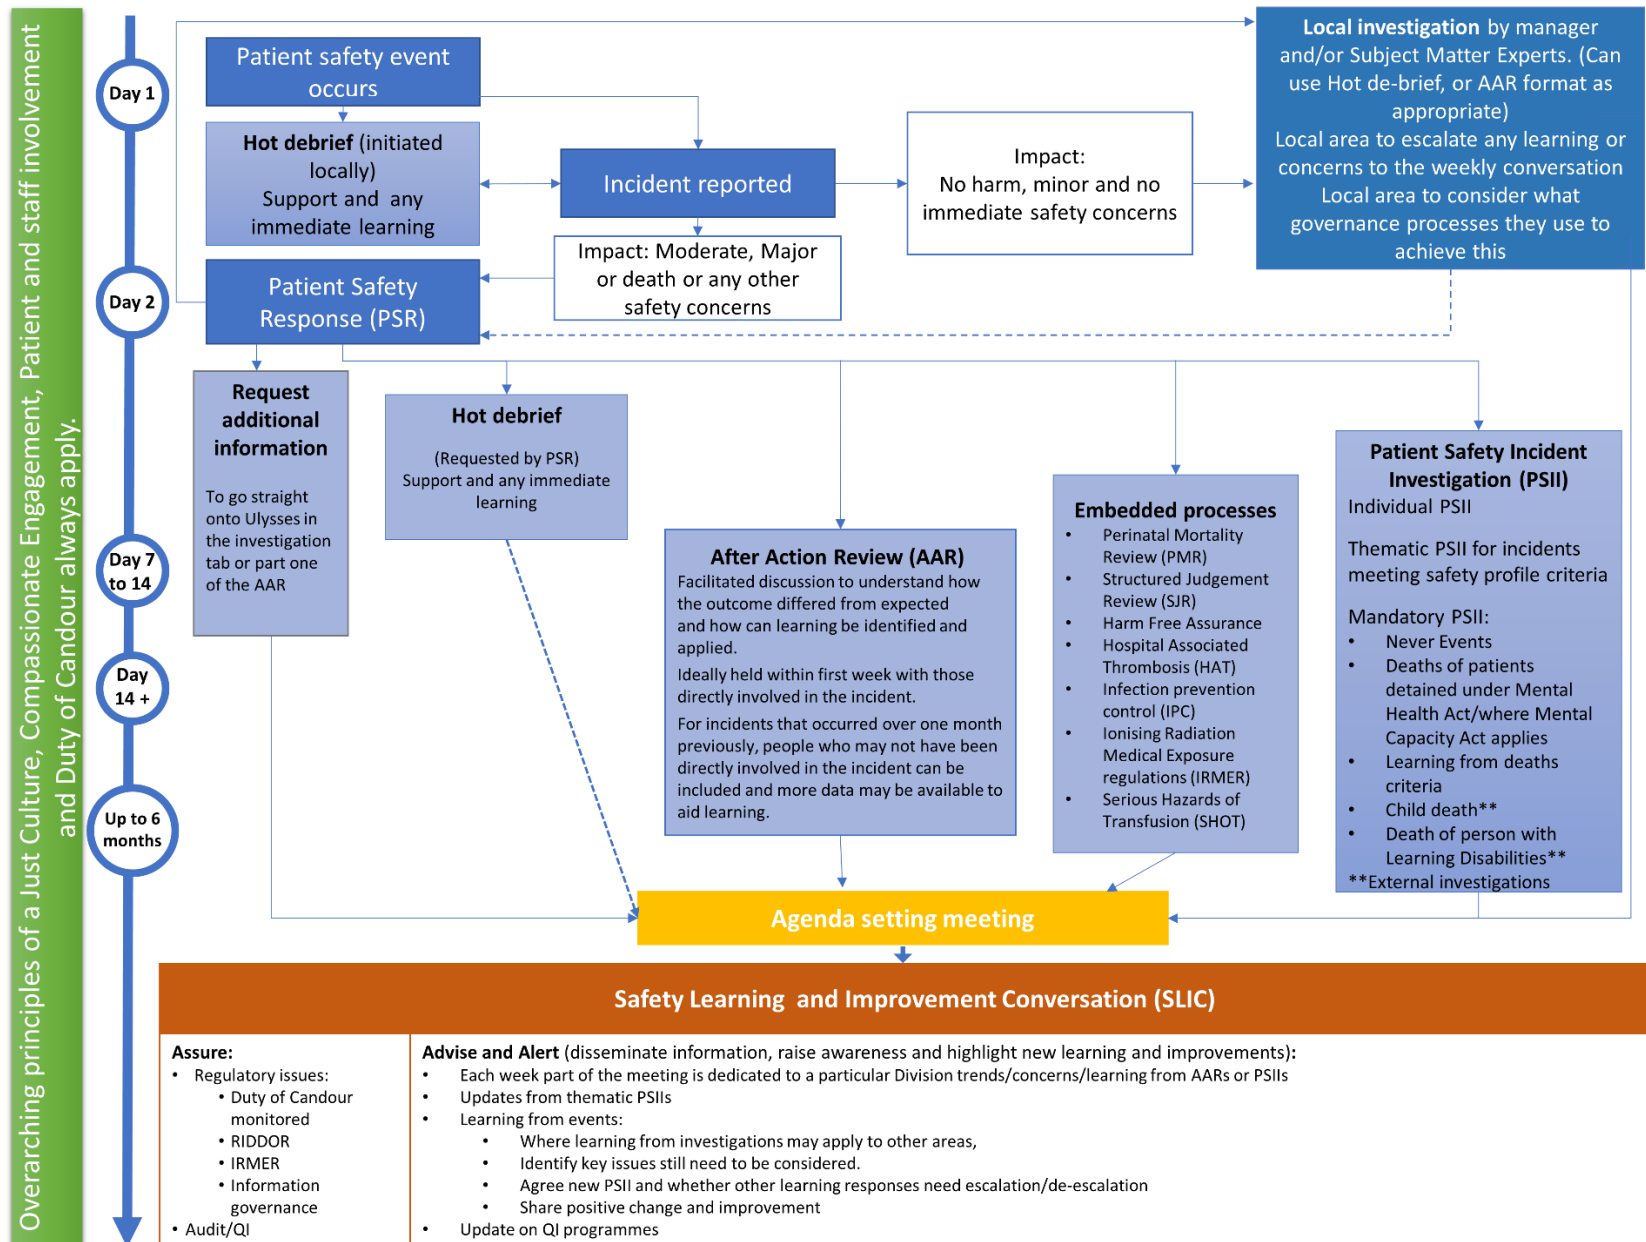 Overarching principles of a Just Culture, Compassionate Engagement, Patient and staff involvement
and Duty of Candour always apply.
Day 1
Day 2
Day 7
to 14
Day
14 +
Up to 6
months
Patient safety event
occurs
Hot debrief (initiated
locally)
Support and any
immediate learning
Incident reported
Impact:
No harm, minor and no
immediate safety concerns
Local investigation by manager
and/or Subject Matter Experts. (Can
use Hot de-brief, or AAR format as
appropriate)
Local area to escalate any learning or
concerns to the weekly conversation
Local area to consider what
governance processes they use to
achieve this
Impact: Moderate, Major
or death or any other
safety concerns
Patient Safety
Response (PSR)
Request
additional
information
To go straight
onto Ulysses in
the investigation
tab or part one
of the AAR
Hot debrief
(Requested by PSR)
Support and any immediate
learning
After Action Review (AAR)
Facilitated discussion to understand how
the outcome differed from expected
and how can learning be identified and
applied.
Ideally held within first week with those
directly involved in the incident.
For incidents that occurred over one month
previously, people who may not have been
directly involved in the incident can be
included and more data may be available to
aid learning.
Embedded processes
• Perinatal Mortality
Review (PMR)
• Structured Judgement
Review (SJR)
• Harm Free Assurance
• Hospital Associated
Thrombosis (HAT)
• Infection prevention
control (IPC)
• Ionising Radiation
Medical Exposure
regulations (IRMER)
• Serious Hazards of
Transfusion (SHOT)
Patient Safety Incident
Investigation (PSII)
Individual PSII
Thematic PSII for incidents
meeting safety profile criteria
Mandatory PSII:
• Never Events
• Deaths of patients
detained under Mental
Health Act/where Mental
Capacity Act applies
• Learning from deaths
criteria
• Child death**
• Death of person with
Learning Disabilities**
**External investigations
Agenda setting meeting
Safety Learning and Improvement Conversation (SLIC)
Assure:
• Regulatory issues:
• Duty of Candour
monitored
• RIDDOR
• IRMER
• Information
governance
• Audit/QI
Advise and Alert (disseminate information, raise awareness and highlight new learning and improvements):
• Each week part of the meeting is dedicated to a particular Division trends/concerns/learning from AARs or PSIIs
• Updates from thematic PSIIs
• Learning from events:
• Where learning from investigations may apply to other areas,
• Identify key issues still need to be considered.
• Agree new PSII and whether other learning responses need escalation/de-escalation
• Share positive change and improvement
• Update on QI programmes